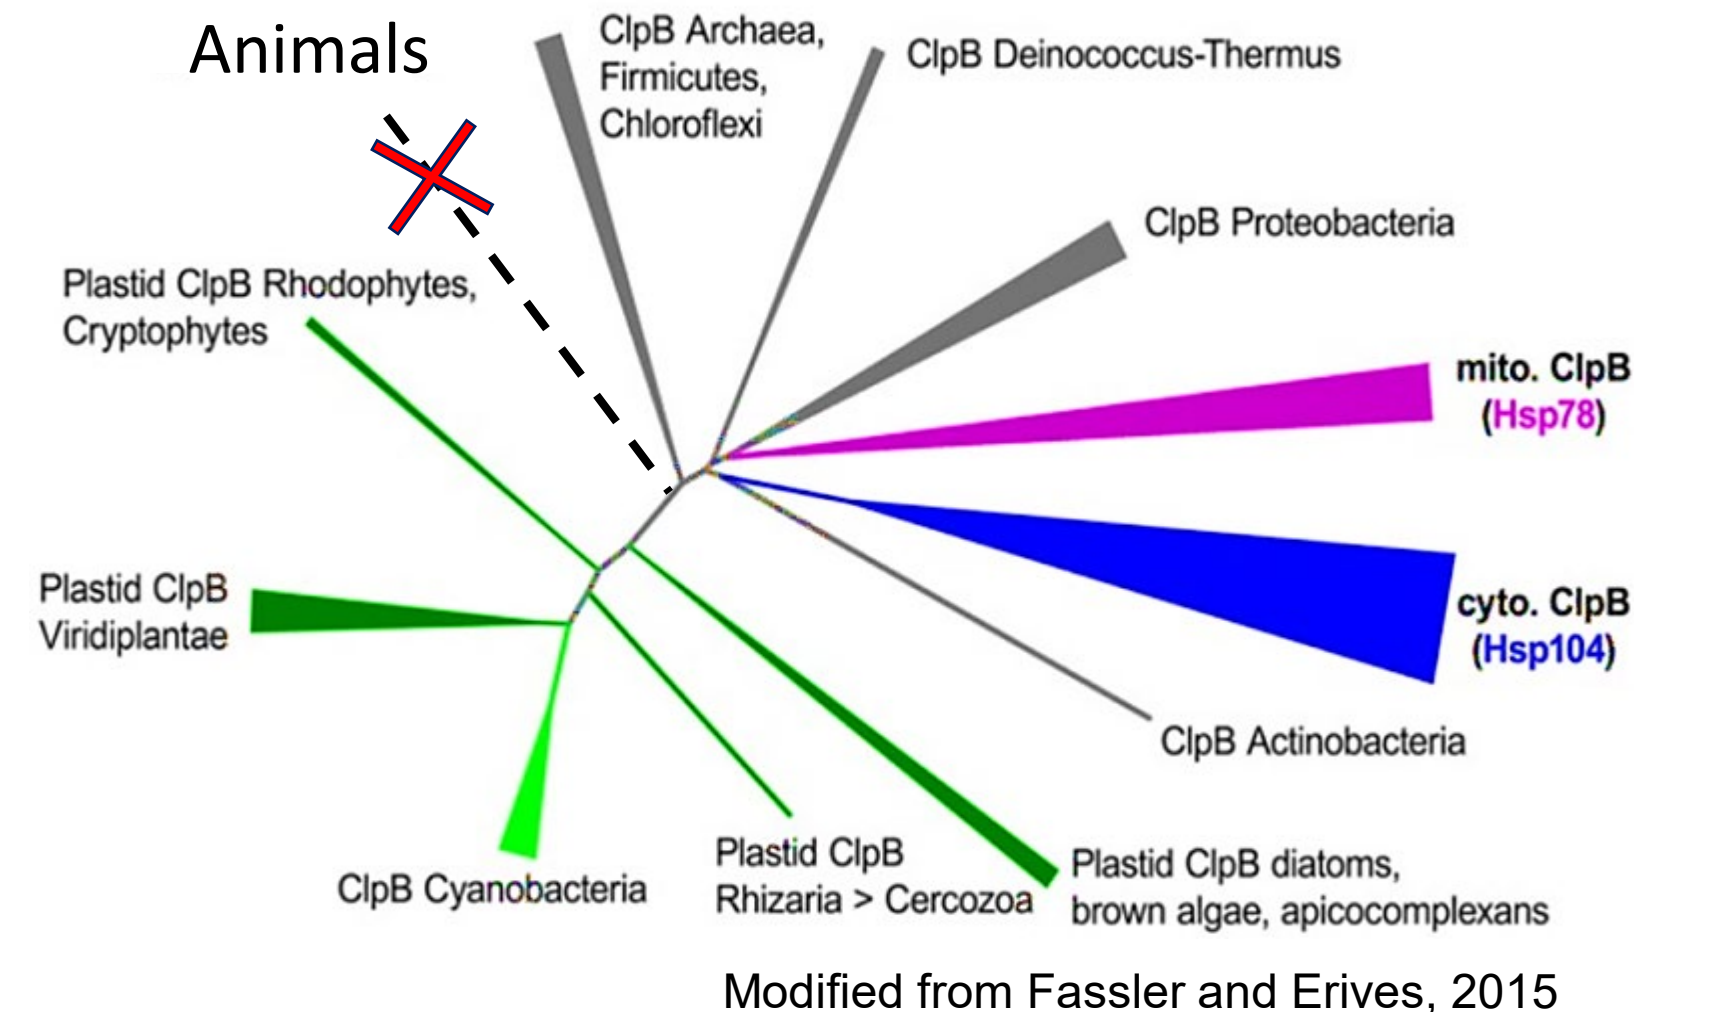 Animals
ClpB Archaea,
Firmicutes,
Chloroflexi
ClpB Deinococcus-Thermus
ClpB Proteobacteria
Plastid ClpB Rhodophytes,
Cryptophytes
mito. ClpB
(Hsp78)
Plastid ClpB
Viridiplantae
cyto. ClpB
(Hsp104)
ClpB Actinobacteria
ClpB Cyanobacteria
Plastid ClpB
Rhizaria > Cercozoa
Plastid ClpB diatoms,
brown algae, apicocomplexans
Modified from Fassler and Erives, 2015